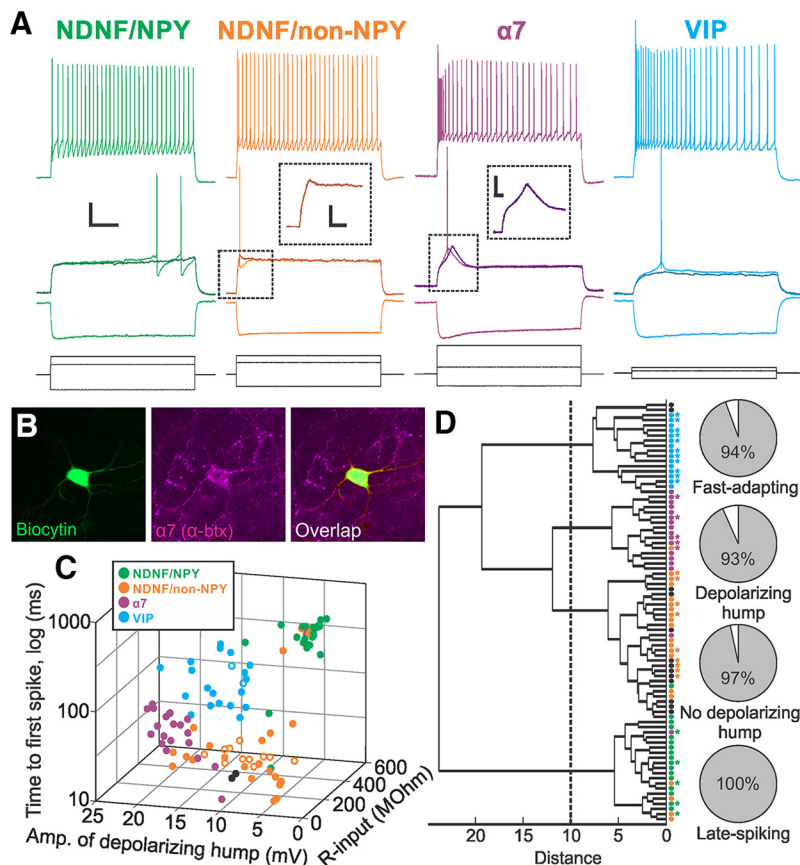 A
NDNF/NPY
NDNF/non-NPY
α7
VIP
B
Biocytin
α7 (α-btx)
Overlap
C
NDNF/NPY
NDNF/non-NPY
α7
VIP
Time to first spike, log (ms)
1000
100
10
25
20
15
10
5
0
Amp. of depolarizing hump (mV)
0
200
400
600
R-input (MOhm)
D
94%
Fast-adapting
93%
Depolarizing
hump
97%
No depolarizing
hump
100%
Late-spiking
20
15
10
5
0
Distance